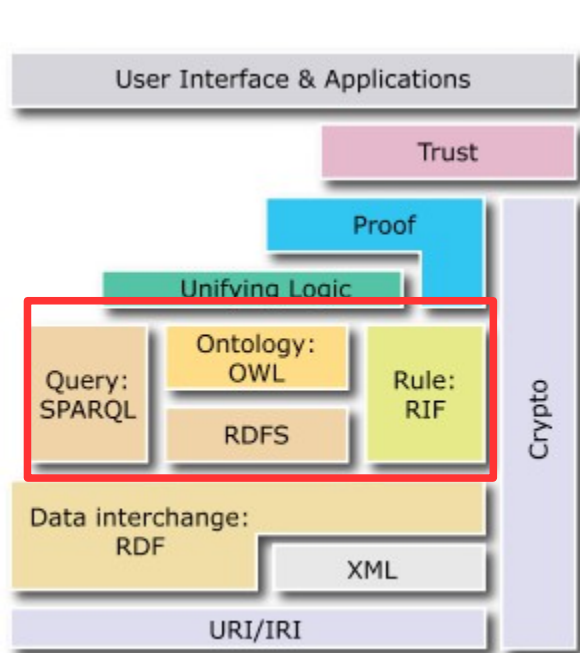 User Interface & Applications
Trust
Proof
Unifying Logic
Query:
SPARQL
Ontology:
OWL
RDFS
Rule:
RIF
Crypto
Data interchange:
RDF
XML
URI/IRI